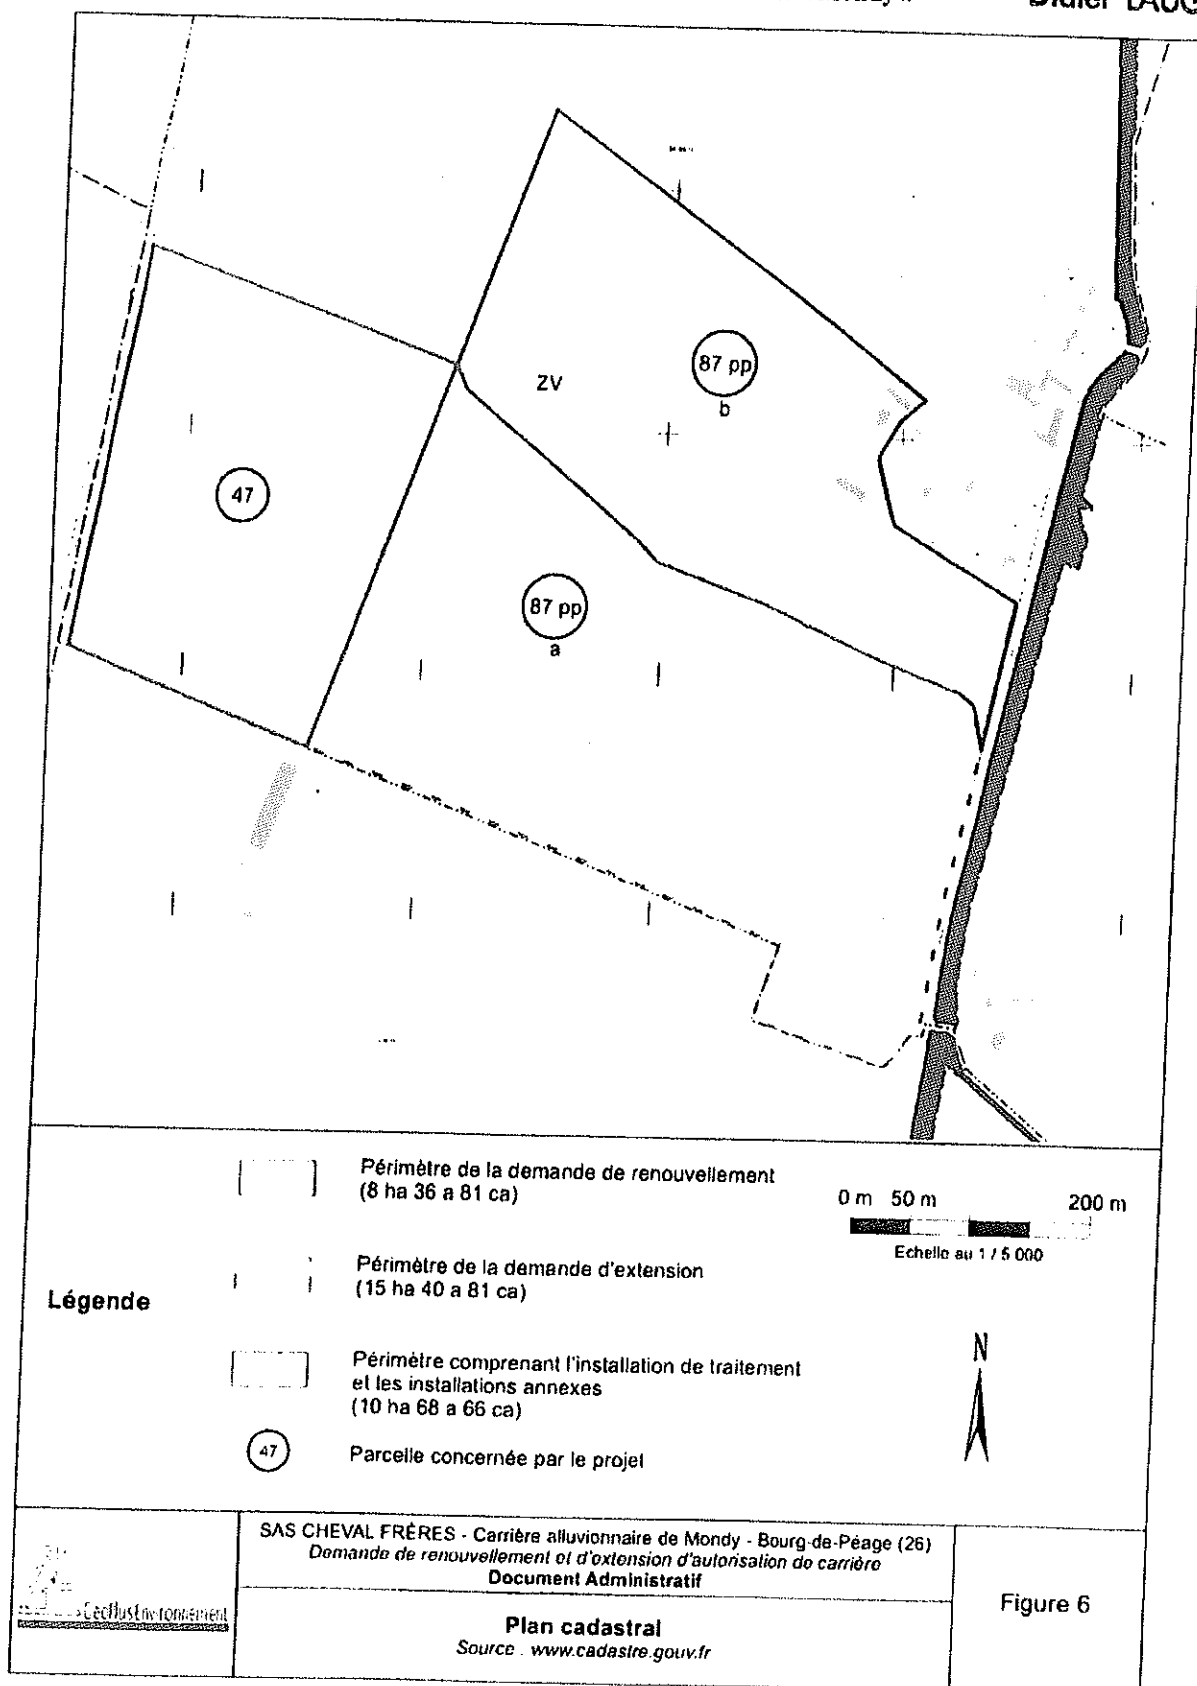 Didier LAUG
87 pp
b
ZV
47
87 pp
a
Périmètre de la demande de renouvellement
(8 ha 36 a 81 ca)
0 m 50 m 200 m
Echelle au 1 / 5 000
Périmètre de la demande d'extension
(15 ha 40 a 81 ca)
Légende
Périmètre comprenant l'installation de traitement
et les installations annexes
(10 ha 68 a 66 ca)
N
47
Parcelle concernée par le projet
SAS CHEVAL FRÈRES - Carrière alluvionnaire de Mondy - Bourg-de-Péage (26)
Demande de renouvellement et d'extension d'autorisation de carrière
Document Administratif
Figure 6
Plan cadastral
Source : www.cadastre.gouv.fr